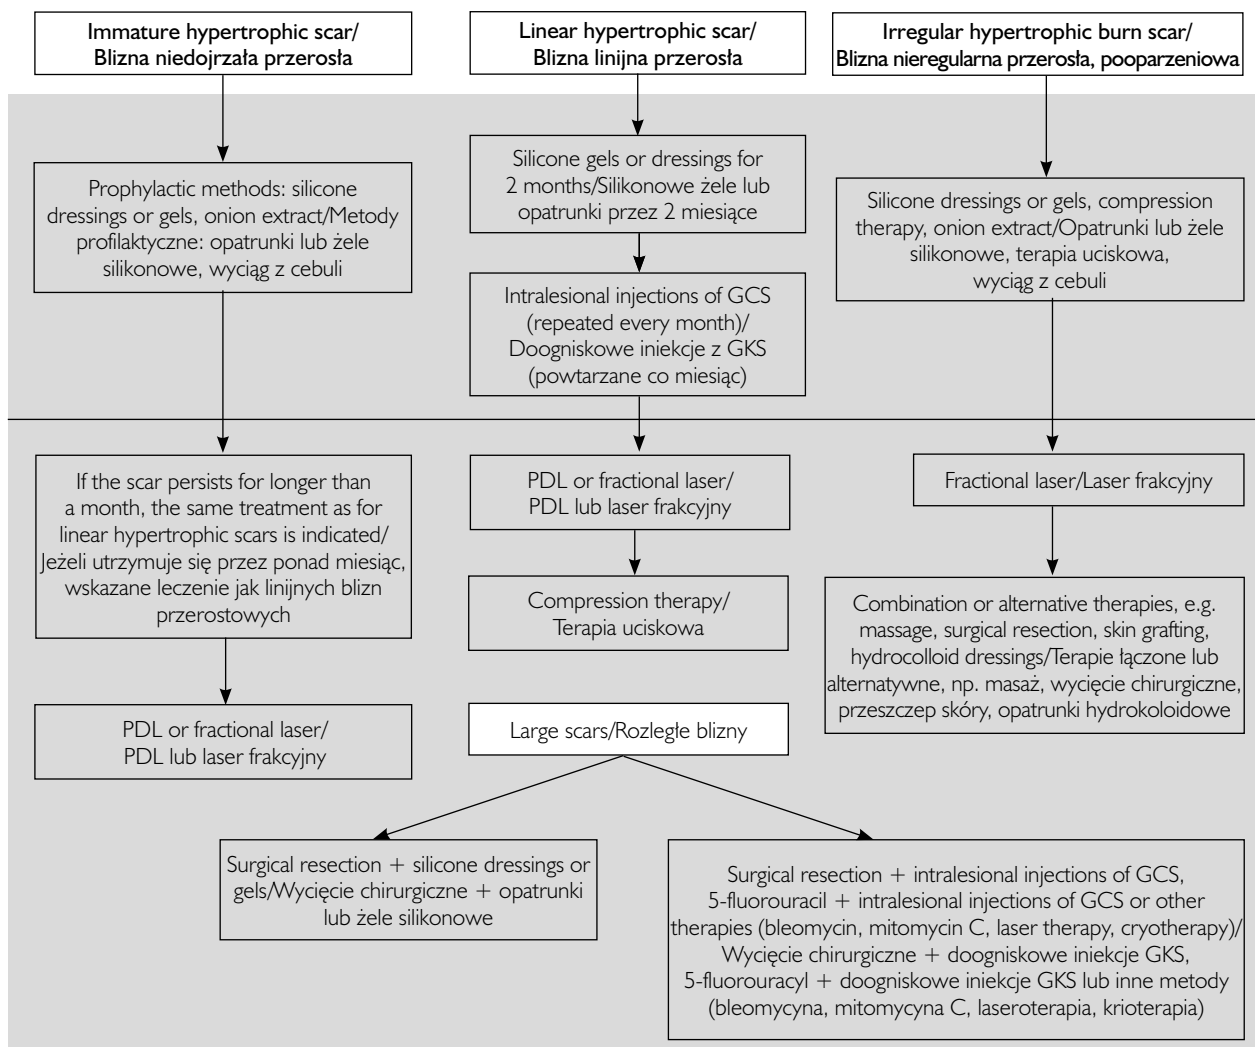 Immature hypertrophic scar/
Blizna niedojrzała przerosła
Linear hypertrophic scar/
Blizna linijna przerosła
Irregular hypertrophic burn scar/
Blizna nieregularna przerosła, pooparzeniowa
Prophylactic methods: silicone
dressings or gels, onion extract/Metody
profilaktyczne: opatrunki lub żele
silikonowe, wyciąg z cebuli
Silicone gels or dressings for
2 months/Silikonowe żele lub
opatrunki przez 2 miesiące
Silicone dressings or gels, compression
therapy, onion extract/Opatrunki lub żele
silikonowe, terapia uciskowa,
wyciąg z cebuli
Intralesional injections of GCS
(repeated every month)/
Doogniskowe iniekcje z GKS
(powtarzane co miesiąc)
If the scar persists for longer than
a month, the same treatment as for
linear hypertrophic scars is indicated/
Jeżeli utrzymuje się przez ponad miesiąc,
wskazane leczenie jak linijnych blizn
przerostowych
PDL or fractional laser/
PDL lub laser frakcyjny
Fractional laser/Laser frakcyjny
Compression therapy/
Terapia uciskowa
Combination or alternative therapies, e.g.
massage, surgical resection, skin grafting,
hydrocolloid dressings/Terapie łączone lub
alternatywne, np. masaż, wycięcie chirurgiczne,
przeszczep skóry, opatrunki hydrokoloidowe
PDL or fractional laser/
PDL lub laser frakcyjny
Large scars/Rozległe blizny
Surgical resection + silicone dressings or
gels/Wycięcie chirurgiczne + opatrunki
lub żele silikonowe
Surgical resection + intralesional injections of GCS,
5-fluorouracil + intralesional injections of GCS or other
therapies (bleomycin, mitomycin C, laser therapy, cryotherapy)/
Wycięcie chirurgiczne + doogniskowe iniekcje GKS,
5-fluorouracyl + doogniskowe iniekcje GKS lub inne metody
(bleomycyna, mitomycyna C, laseroterapia, krioterapia)